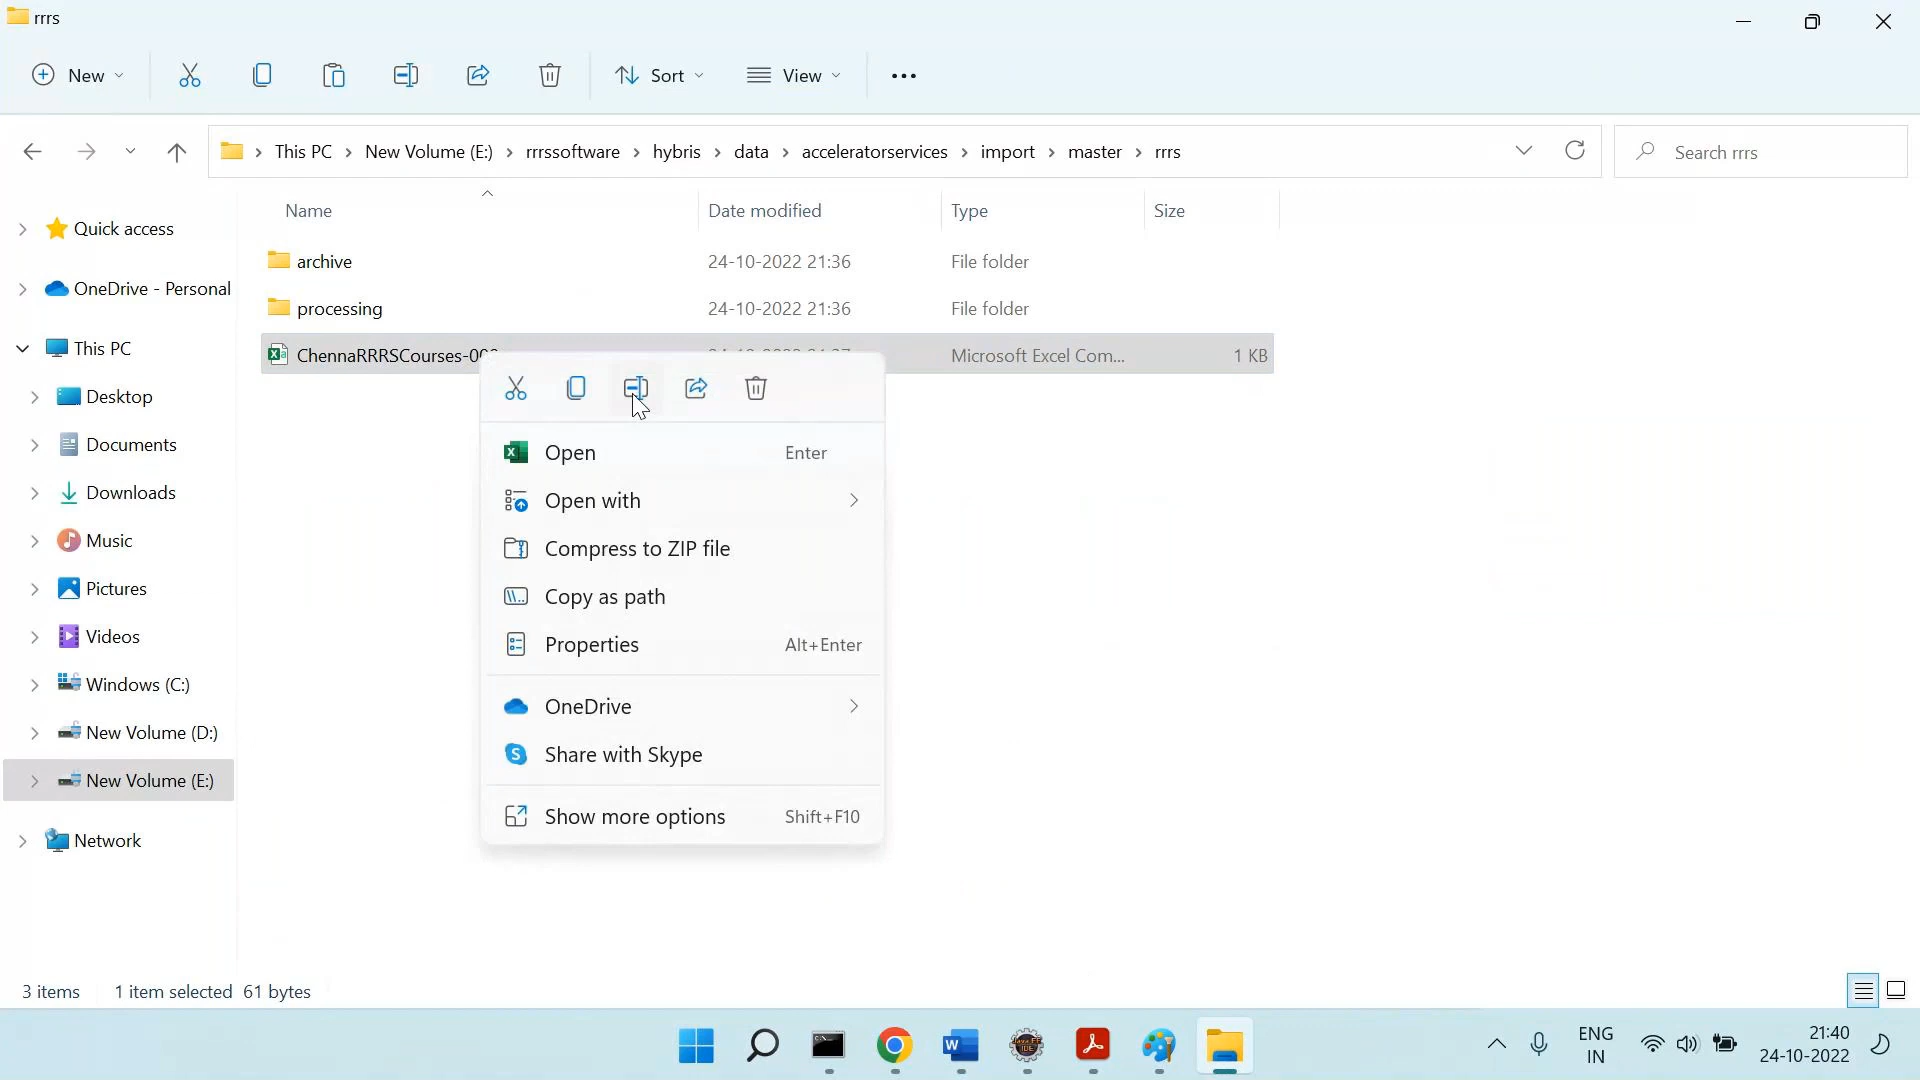 rrrs
New
Sort
View
This PC
New Volume (E:)
rrrssoftware
hybris
data
acceleratorservices
import
master
rrrs
Search rrrs
Name
Date modified
Type
Size
Quick access
OneDrive - Personal
This PC
Desktop
Documents
Downloads
Music
Pictures
Videos
Windows (C:)
New Volume (D:)
New Volume (E:)
Network
archive 24-10-2022 21:36 File folder
processing 24-10-2022 21:36 File folder
Microsoft Excel Com... 1 KB
Open Enter
Open with
Compress to ZIP file
Copy as path
Properties Alt+Enter
OneDrive
Share with Skype
Show more options Shift+F10
3 items 1 item selected 61 bytes
ENG
IN
21:40
24-10-2022